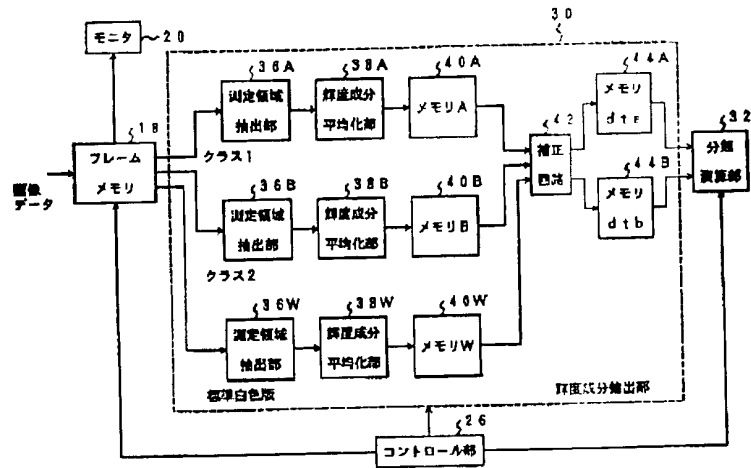 モニタ
20
30
36A
38A
40A
44A
測定領域
抽出部
輝度成分
平均化部
メモリA
メモリ
dta
18
フレーム
メモリ
画像
データ
クラス1
42
補正
回路
32
分類
演算部
36B
38B
40B
44B
測定領域
抽出部
輝度成分
平均化部
メモリB
メモリ
dtb
クラス2
36W
38W
40W
測定領域
抽出部
輝度成分
平均化部
メモリW
標準白色版
輝度成分抽出部
26
コントロール部